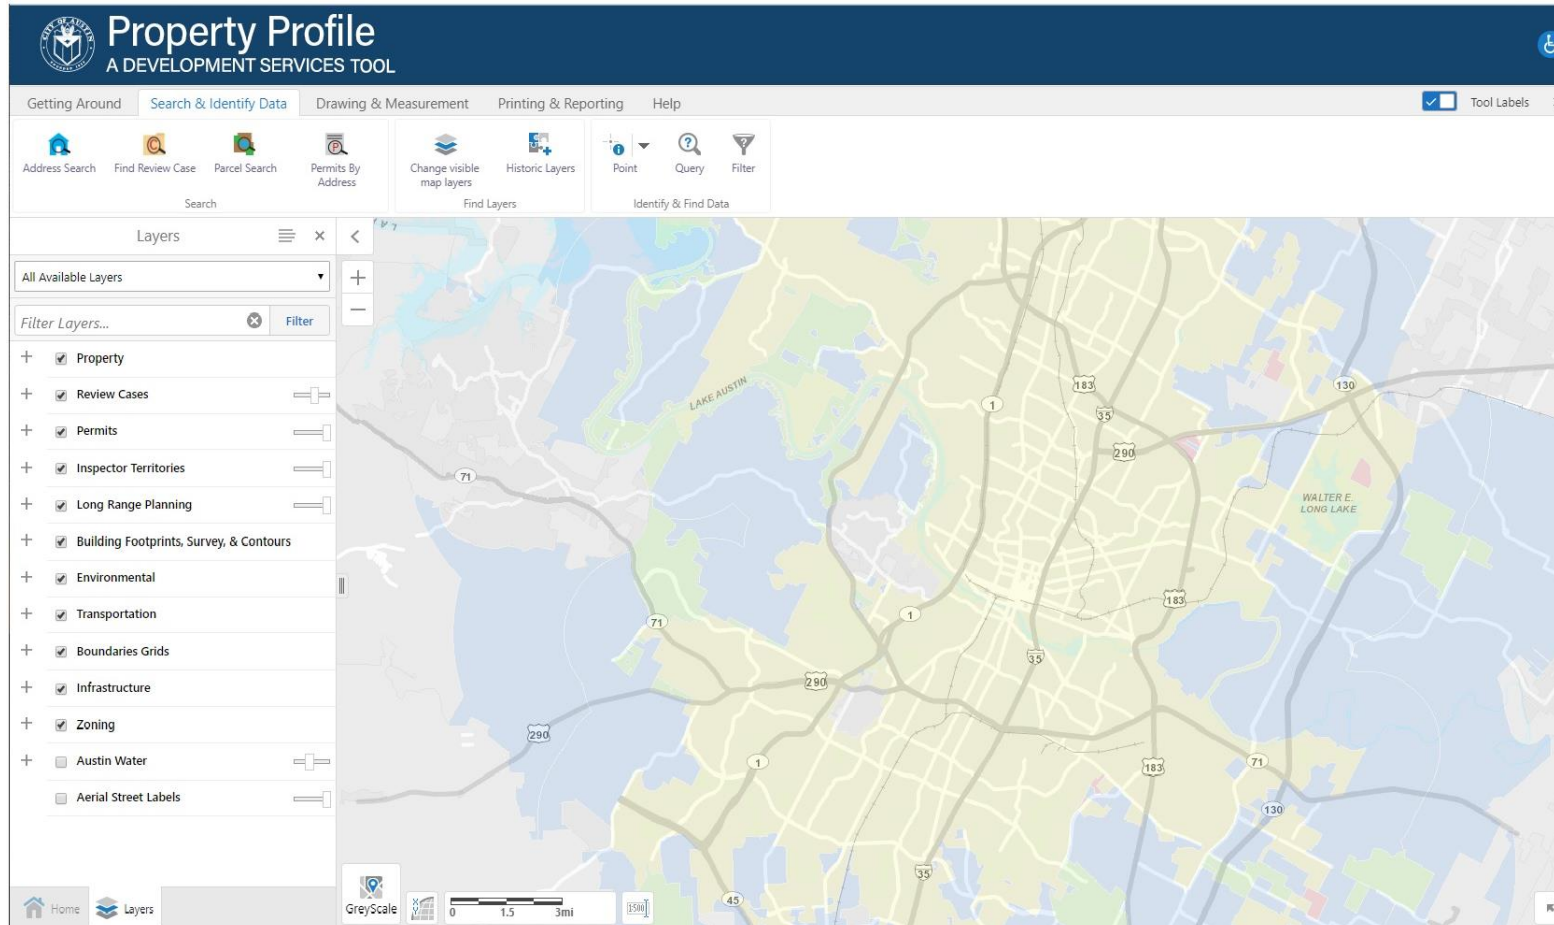 CITY OF AUSTIN
Property Profile
A DEVELOPMENT SERVICES TOOL
Getting Around
Search & Identify Data
Drawing & Measurement
Printing & Reporting
Help
Tool Labels
Address Search
Find Review Case
Parcel Search
Permits By
Address
Search
Change visible
map layers
Historic Layers
Find Layers
Point
Query
Filter
Identify & Find Data
Layers
All Available Layers
Filter Layers...
Filter
Property
Review Cases
Permits
Inspector Territories
Long Range Planning
Building Footprints, Survey, & Contours
Environmental
Transportation
Boundaries Grids
Infrastructure
Zoning
Austin Water
Aerial Street Labels
Home
Layers
LAKE AUSTIN
183
130
1
35
290
71
WALTER E.
LONG LAKE
183
1
71
35
290
290
1
183
71
130
35
45
GreyScale
X
Y
0
1.5
3mi
1500